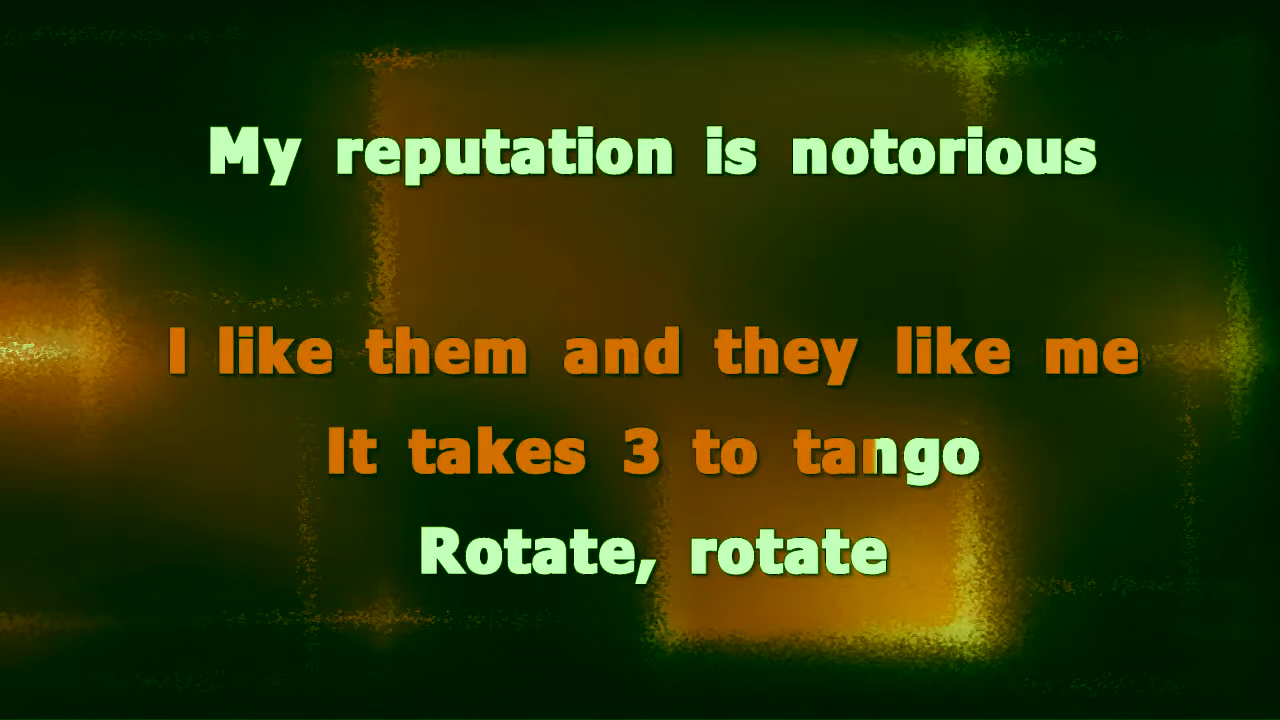 My reputation is notorious
I like them and they like me
It takes 3 to tango
Rotate, rotate